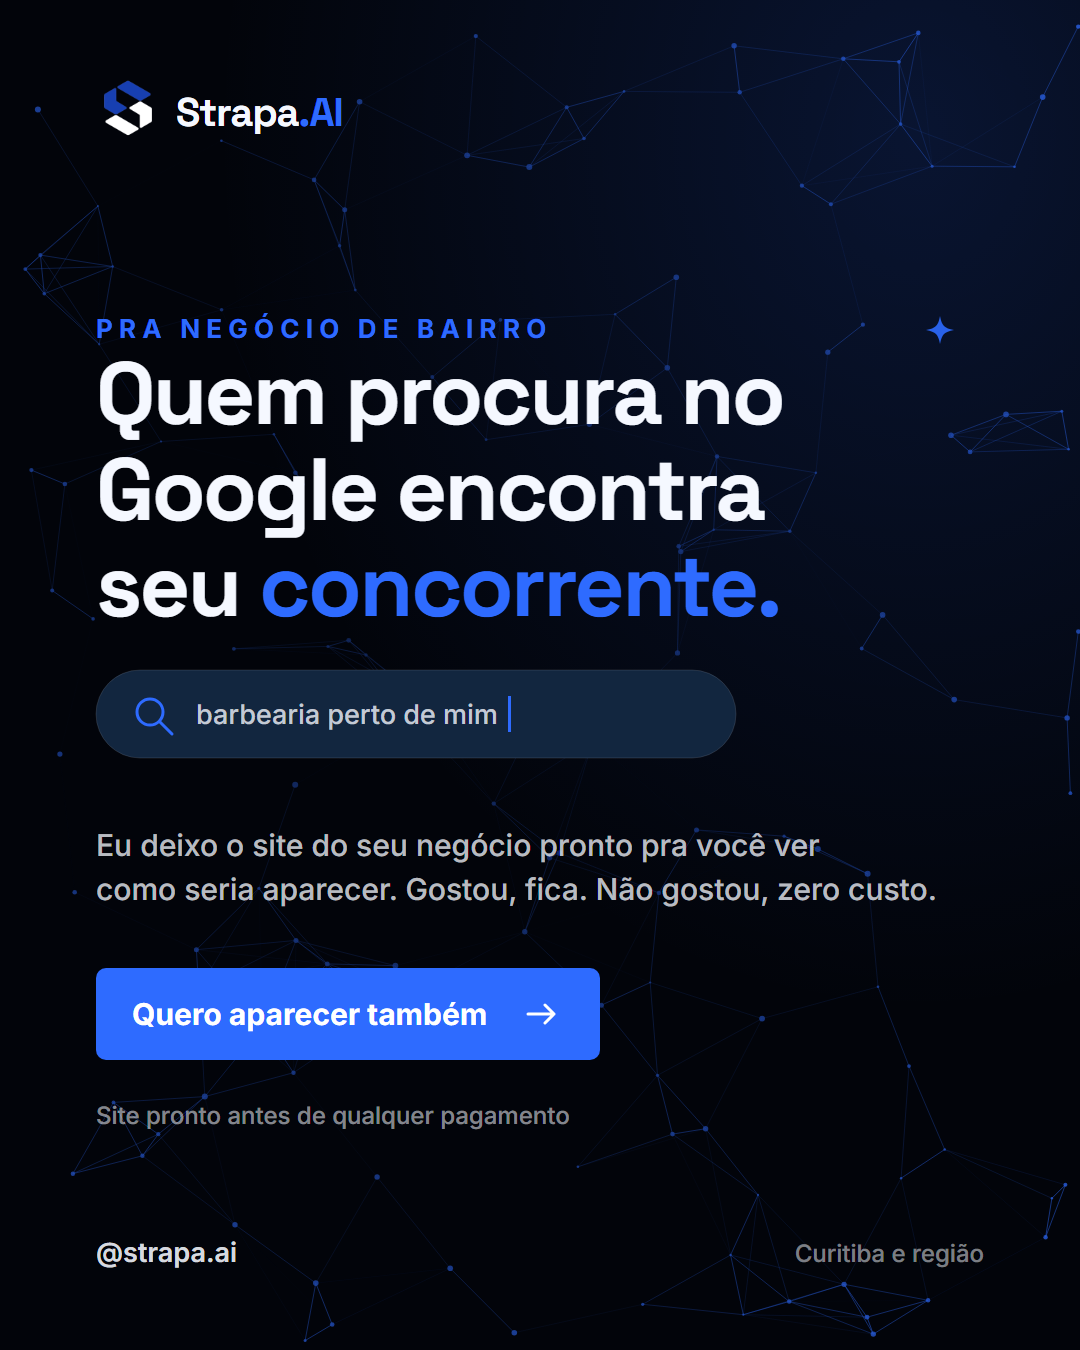 Strapa.AI
PRA NEGÓCIO DE BAIRRO
Quem procura no
Google encontra
seu concorrente.
barbearia perto de mim
Eu deixo o site do seu negócio pronto pra você ver
como seria aparecer. Gostou, fica. Não gostou, zero custo.
Quero aparecer também →
Site pronto antes de qualquer pagamento
@strapa.ai
Curitiba e região